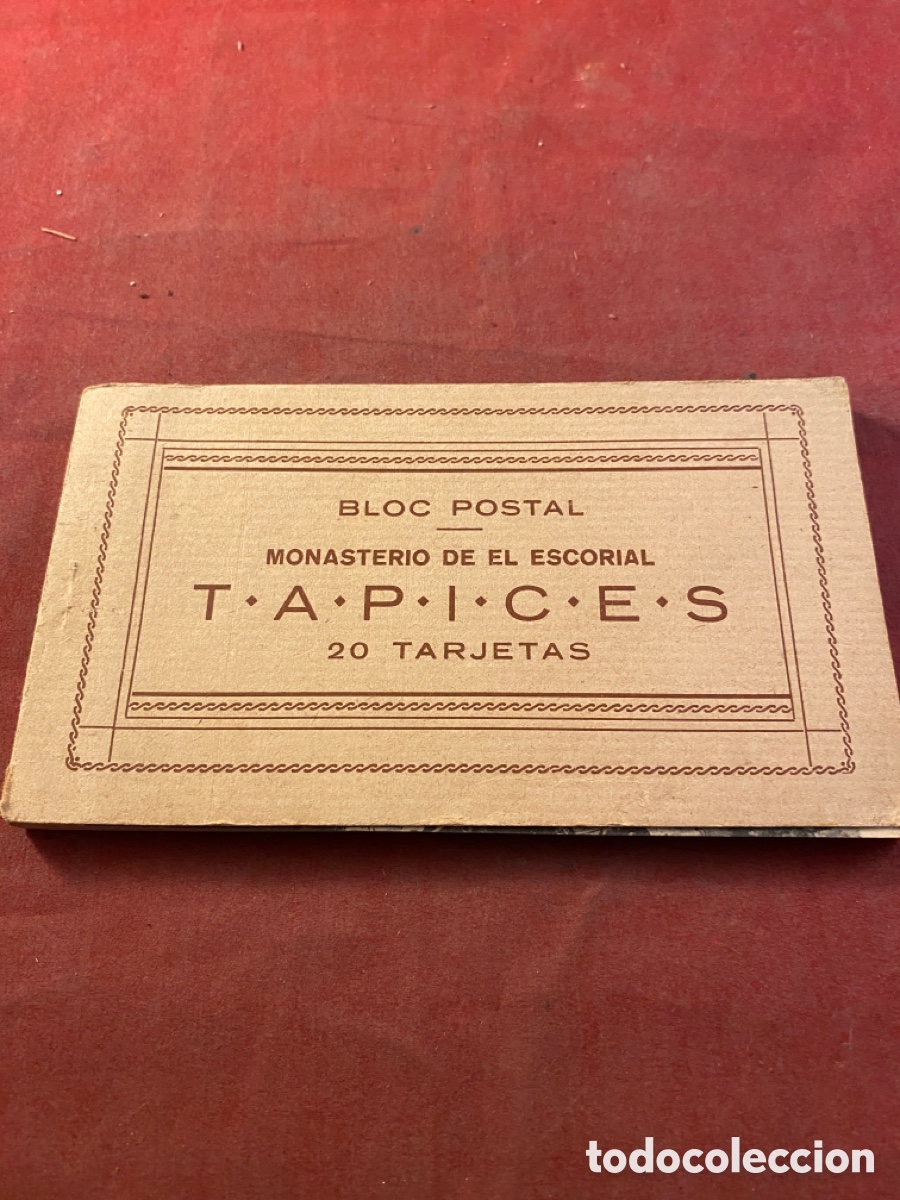 BLOC POSTAL
MONASTERIO DE EL ESCORIAL
T·A·P·I·C·E·S
20 TARJETAS
todocoleccion